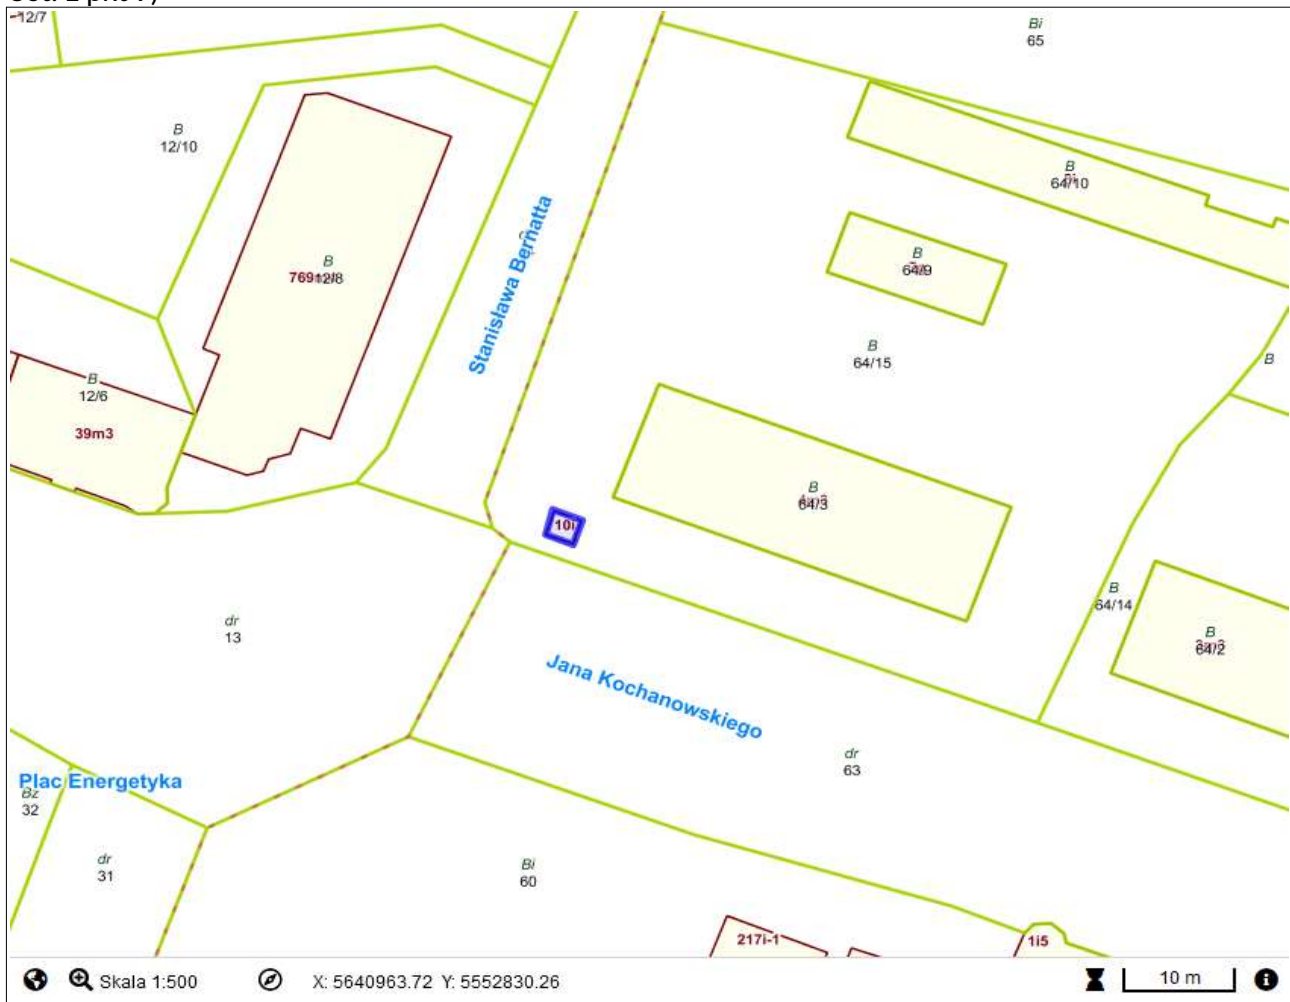 12/7
Bi
65
B
12/10
B
64/10
Stanisława Bernatta
B
64/9
B
12/8
769
B
64/15
B
B
12/6
39m3
B
64/3
10i
B
64/14
B
64/2
dr
13
Jana Kochanowskiego
dr
63
Plac Energetyka
Bz
32
dr
31
Bi
60
217i-1
1i5
Skala 1:500
X: 5640963.72 Y: 5552830.26
10 m